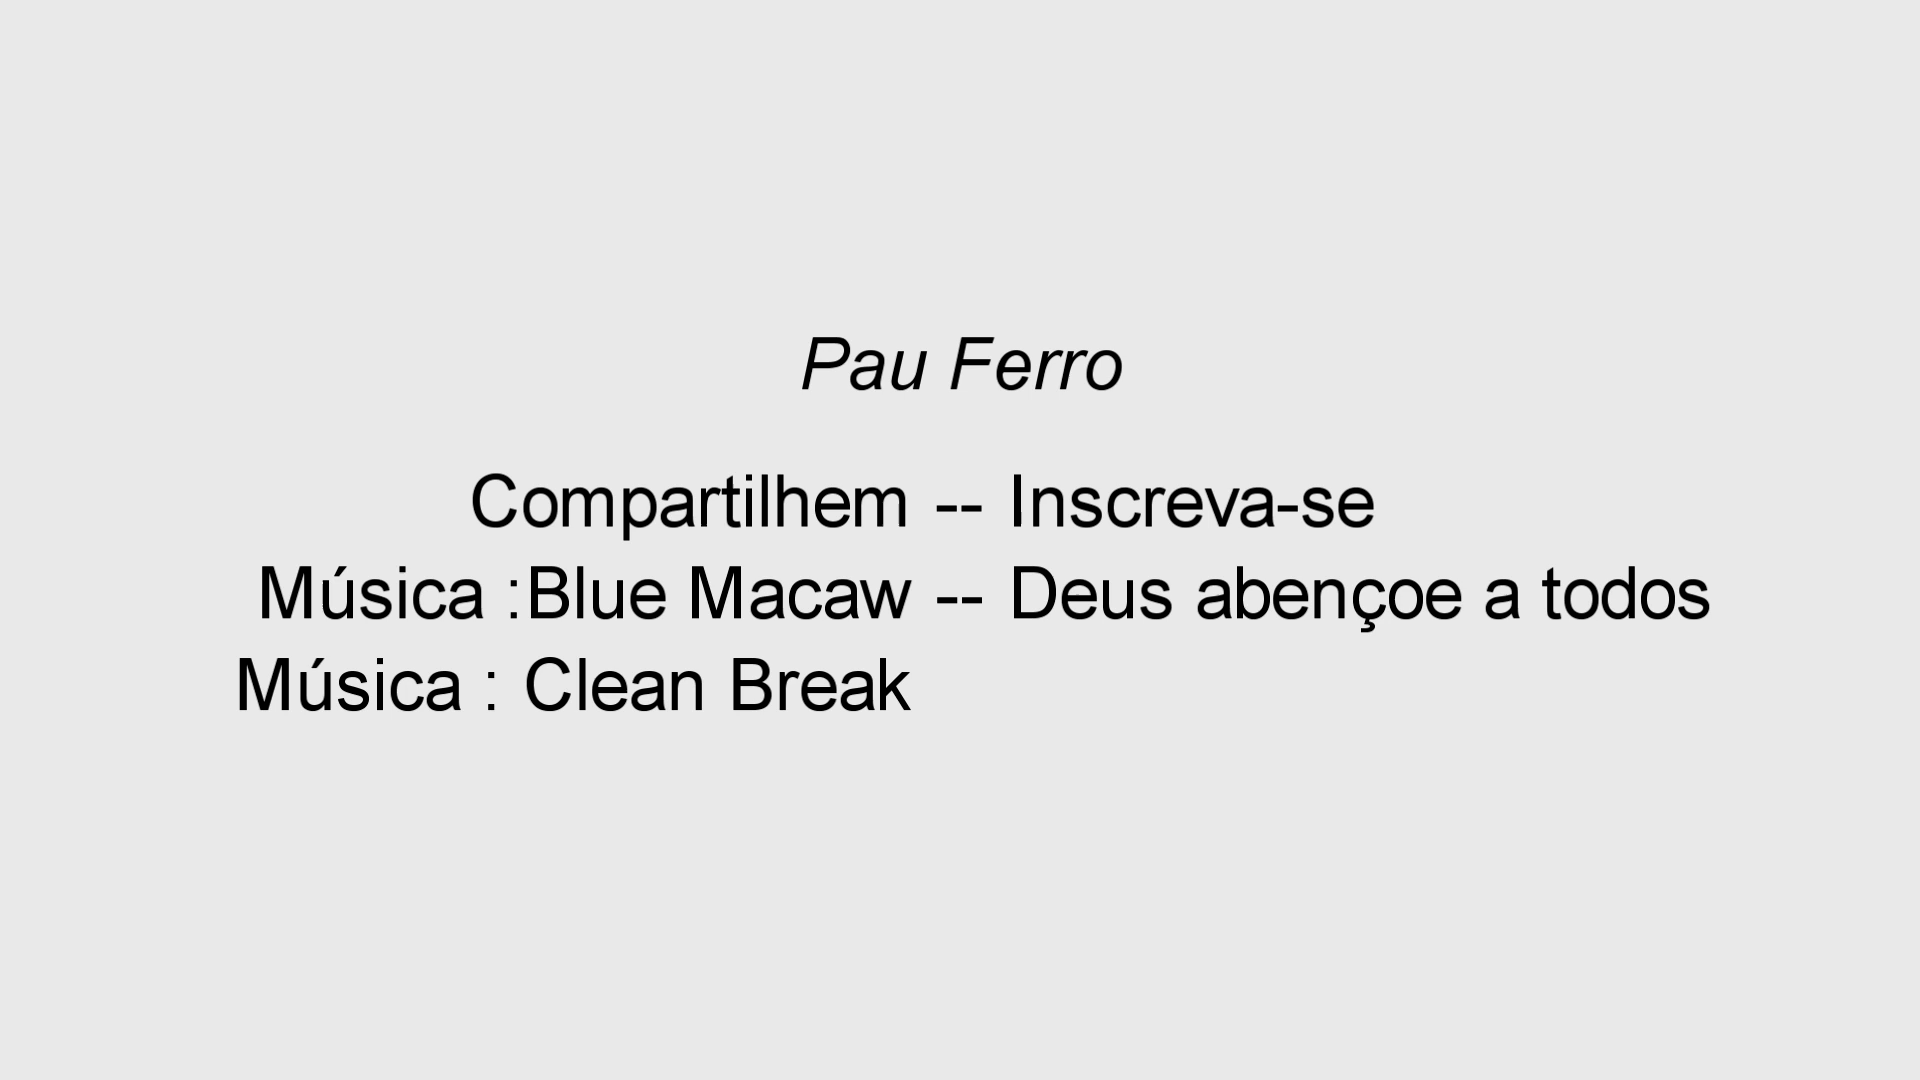 Pau Ferro
Compartilhem -- Inscreva-se
Música :Blue Macaw -- Deus abençoe a todos
Música : Clean Break